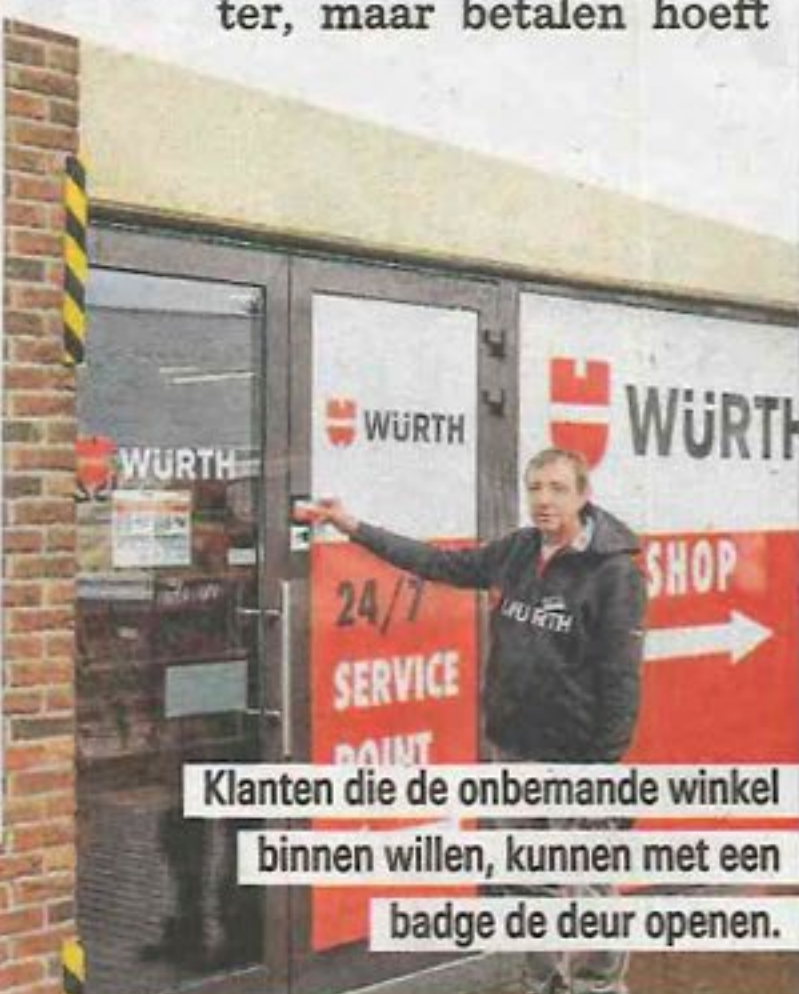 ter, maar betalen hoeft
WÜRTH
WÜRTH
WÜRTH
24/7
SERVICE
POINT
SHOP
WÜRTH
Klanten die de onbemande winkel
binnen willen, kunnen met een
badge de deur openen.